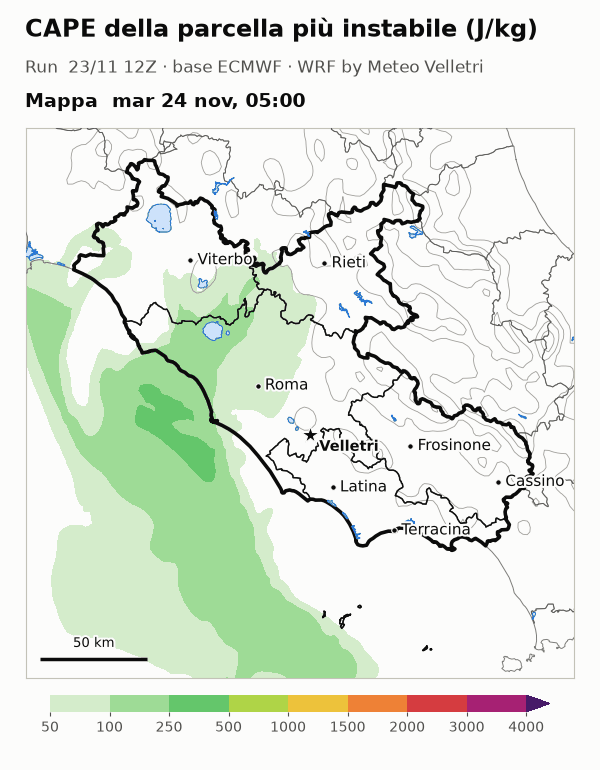 CAPE della parcella più instabile (J/kg)
Run  23/11 12Z · base ECMWF · WRF by Meteo Velletri
Mappa  mar 24 nov, 05:00
Viterbo
Rieti
Roma
Velletri
Frosinone
Latina
Cassino
Terracina
50 km
50 100 250 500 1000 1500 2000 3000 4000